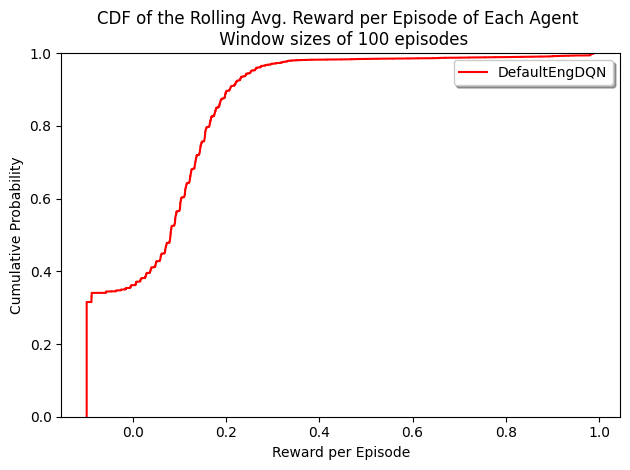 CDF of the Rolling Avg. Reward per Episode of Each Agent
Window sizes of 100 episodes
DefaultEngDQN
Cumulative Probability
1.0
0.8
0.6
0.4
0.2
0.0
0.0 0.2 0.4 0.6 0.8 1.0
Reward per Episode